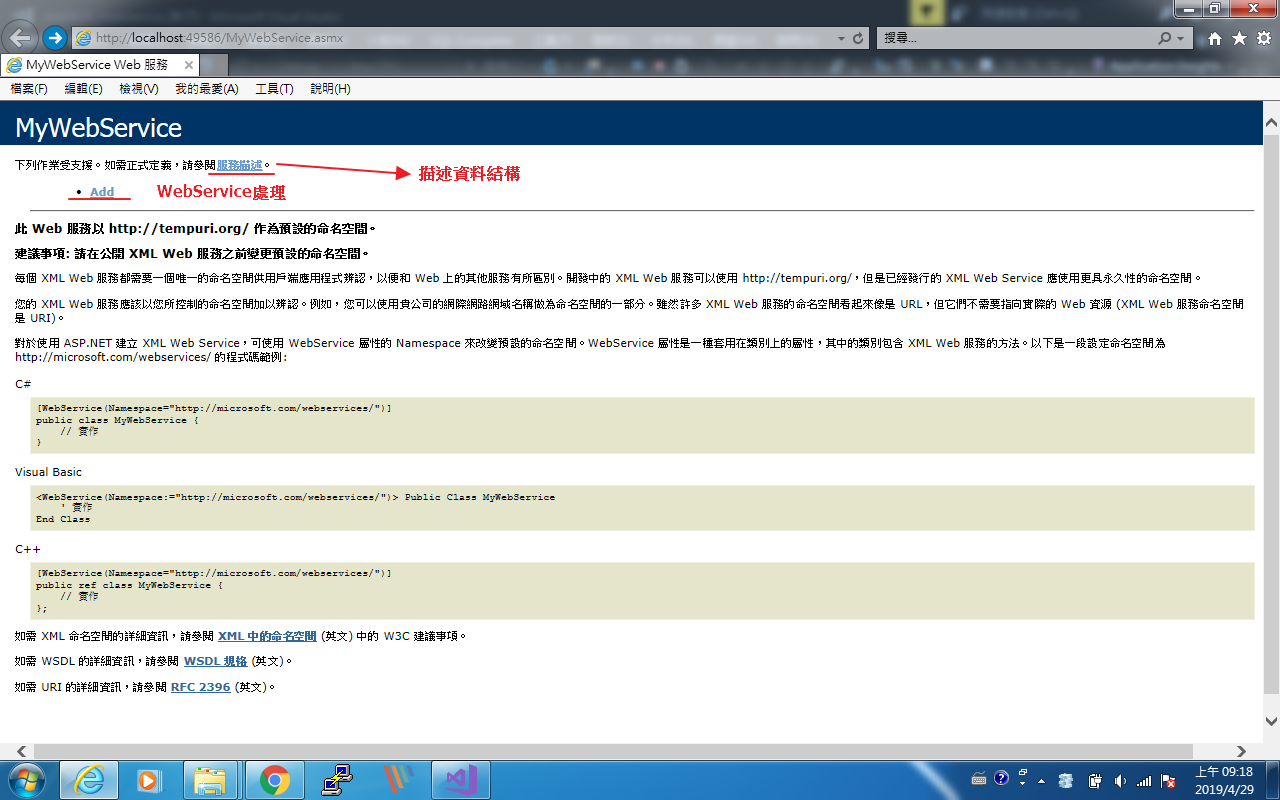 http://localhost:49586/MyWebService.asmx
搜尋...
MyWebService Web 服務
檔案(F) 編輯(E) 檢視(V) 我的最愛(A) 工具(T) 說明(H)
MyWebService
下列作業受支援。如需正式定義，請參閱服務描述。
描述資料結構
• Add
WebService處理
此 Web 服務以 http://tempuri.org/ 作為預設的命名空間。
建議事項: 請在公開 XML Web 服務之前變更預設的命名空間。
每個 XML Web 服務都需要一個唯一的命名空間供用戶端應用程式辨認，以便和 Web 上的其他服務有所區別。開發中的 XML Web 服務可以使用 http://tempuri.org/，但是已經發行的 XML Web Service 應使用更具永久性的命名空間。
您的 XML Web 服務應該以您所控制的命名空間加以辨認。例如，您可以使用貴公司的網際網路網域名稱做為命名空間的一部分。雖然許多 XML Web 服務的命名空間看起來像是 URL，但它們不需要指向實際的 Web 資源 (XML Web 服務命名空間
是 URI)。
對於使用 ASP.NET 建立 XML Web Service，可使用 WebService 屬性的 Namespace 來改變預設的命名空間。WebService 屬性是一種套用在類別上的屬性，其中的類別包含 XML Web 服務的方法。以下是一段設定命名空間為
http://microsoft.com/webservices/ 的程式碼範例:
C#
[WebService(Namespace="http://microsoft.com/webservices/")]
public class MyWebService {
// 實作
}
Visual Basic
<WebService(Namespace:="http://microsoft.com/webservices/")> Public Class MyWebService
' 實作
End Class
C++
[WebService(Namespace="http://microsoft.com/webservices/")]
public ref class MyWebService {
// 實作
};
如需 XML 命名空間的詳細資訊，請參閱 XML 中的命名空間 (英文) 中的 W3C 建議事項。
如需 WSDL 的詳細資訊，請參閱 WSDL 規格 (英文)。
如需 URI 的詳細資訊，請參閱 RFC 2396 (英文)。
上午 09:18
2019/4/29